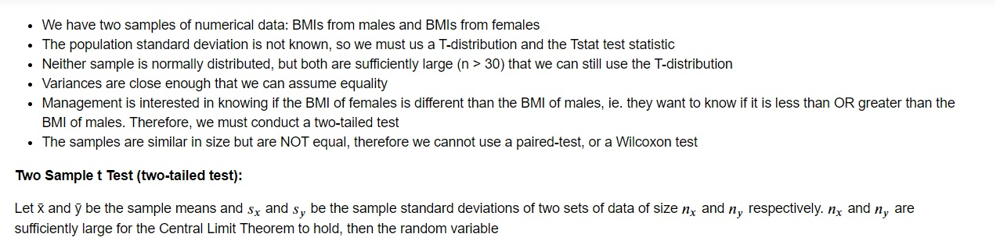 • We have two samples of numerical data: BMIs from males and BMIs from females
• The population standard deviation is not known, so we must us a T-distribution and the Tstat test statistic
• Neither sample is normally distributed, but both are sufficiently large (n > 30) that we can still use the T-distribution
• Variances are close enough that we can assume equality
• Management is interested in knowing if the BMI of females is different than the BMI of males, ie. they want to know if it is less than OR greater than the
BMI of males. Therefore, we must conduct a two-tailed test
• The samples are similar in size but are NOT equal, therefore we cannot use a paired-test, or a Wilcoxon test
Two Sample t Test (two-tailed test):
Let x̄ and ȳ be the sample means and sₓ and s_y be the sample standard deviations of two sets of data of size nₓ and n_y respectively. nₓ and n_y are
sufficiently large for the Central Limit Theorem to hold, then the random variable